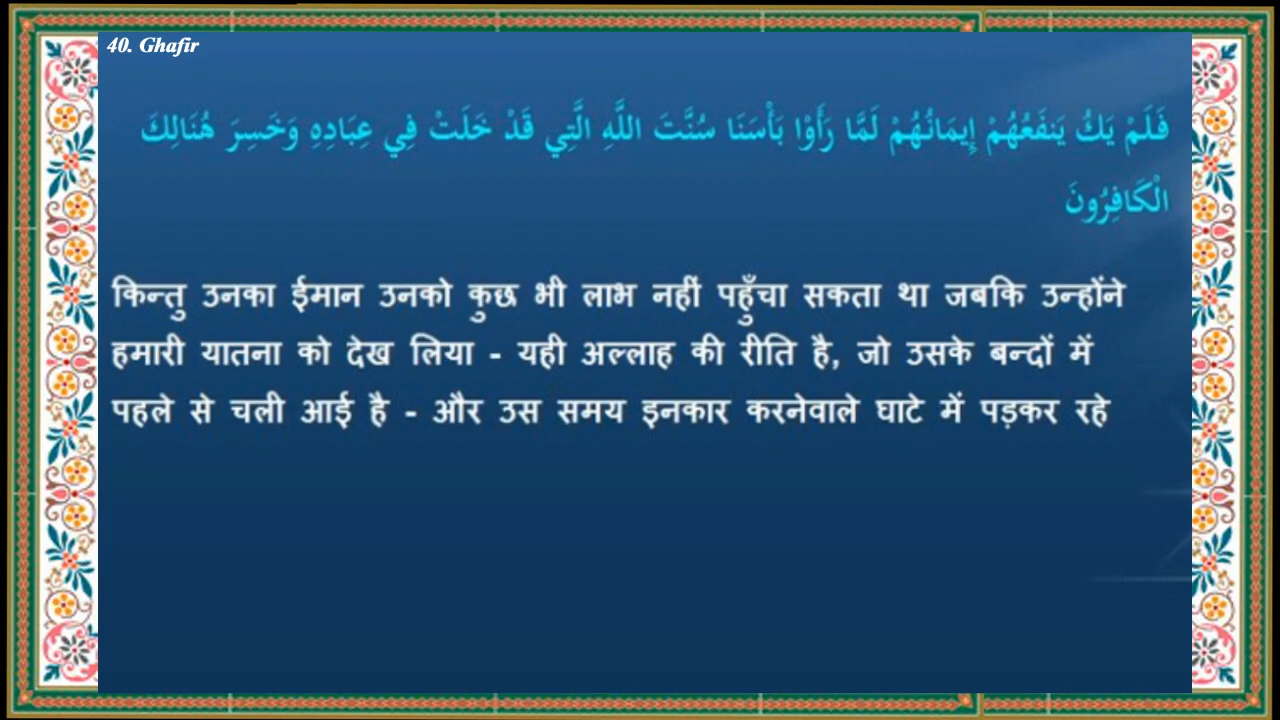 40. Ghafir
فَلَمْ يَكُ يَنفَعُهُمْ إِيمَانُهُمْ لَمَّا رَأَوْا بَأْسَنَا سُنَّتَ اللَّهِ الَّتِي قَدْ خَلَتْ فِي عِبَادِهِ وَخَسِرَ هُنَالِكَ
الْكَافِرُونَ
किन्तु उनका ईमान उनको कुछ भी लाभ नहीं पहुँचा सकता था जबकि उन्होंने
हमारी यातना को देख लिया - यही अल्लाह की रीति है, जो उसके बन्दों में
पहले से चली आई है - और उस समय इनकार करनेवाले घाटे में पड़कर रहे